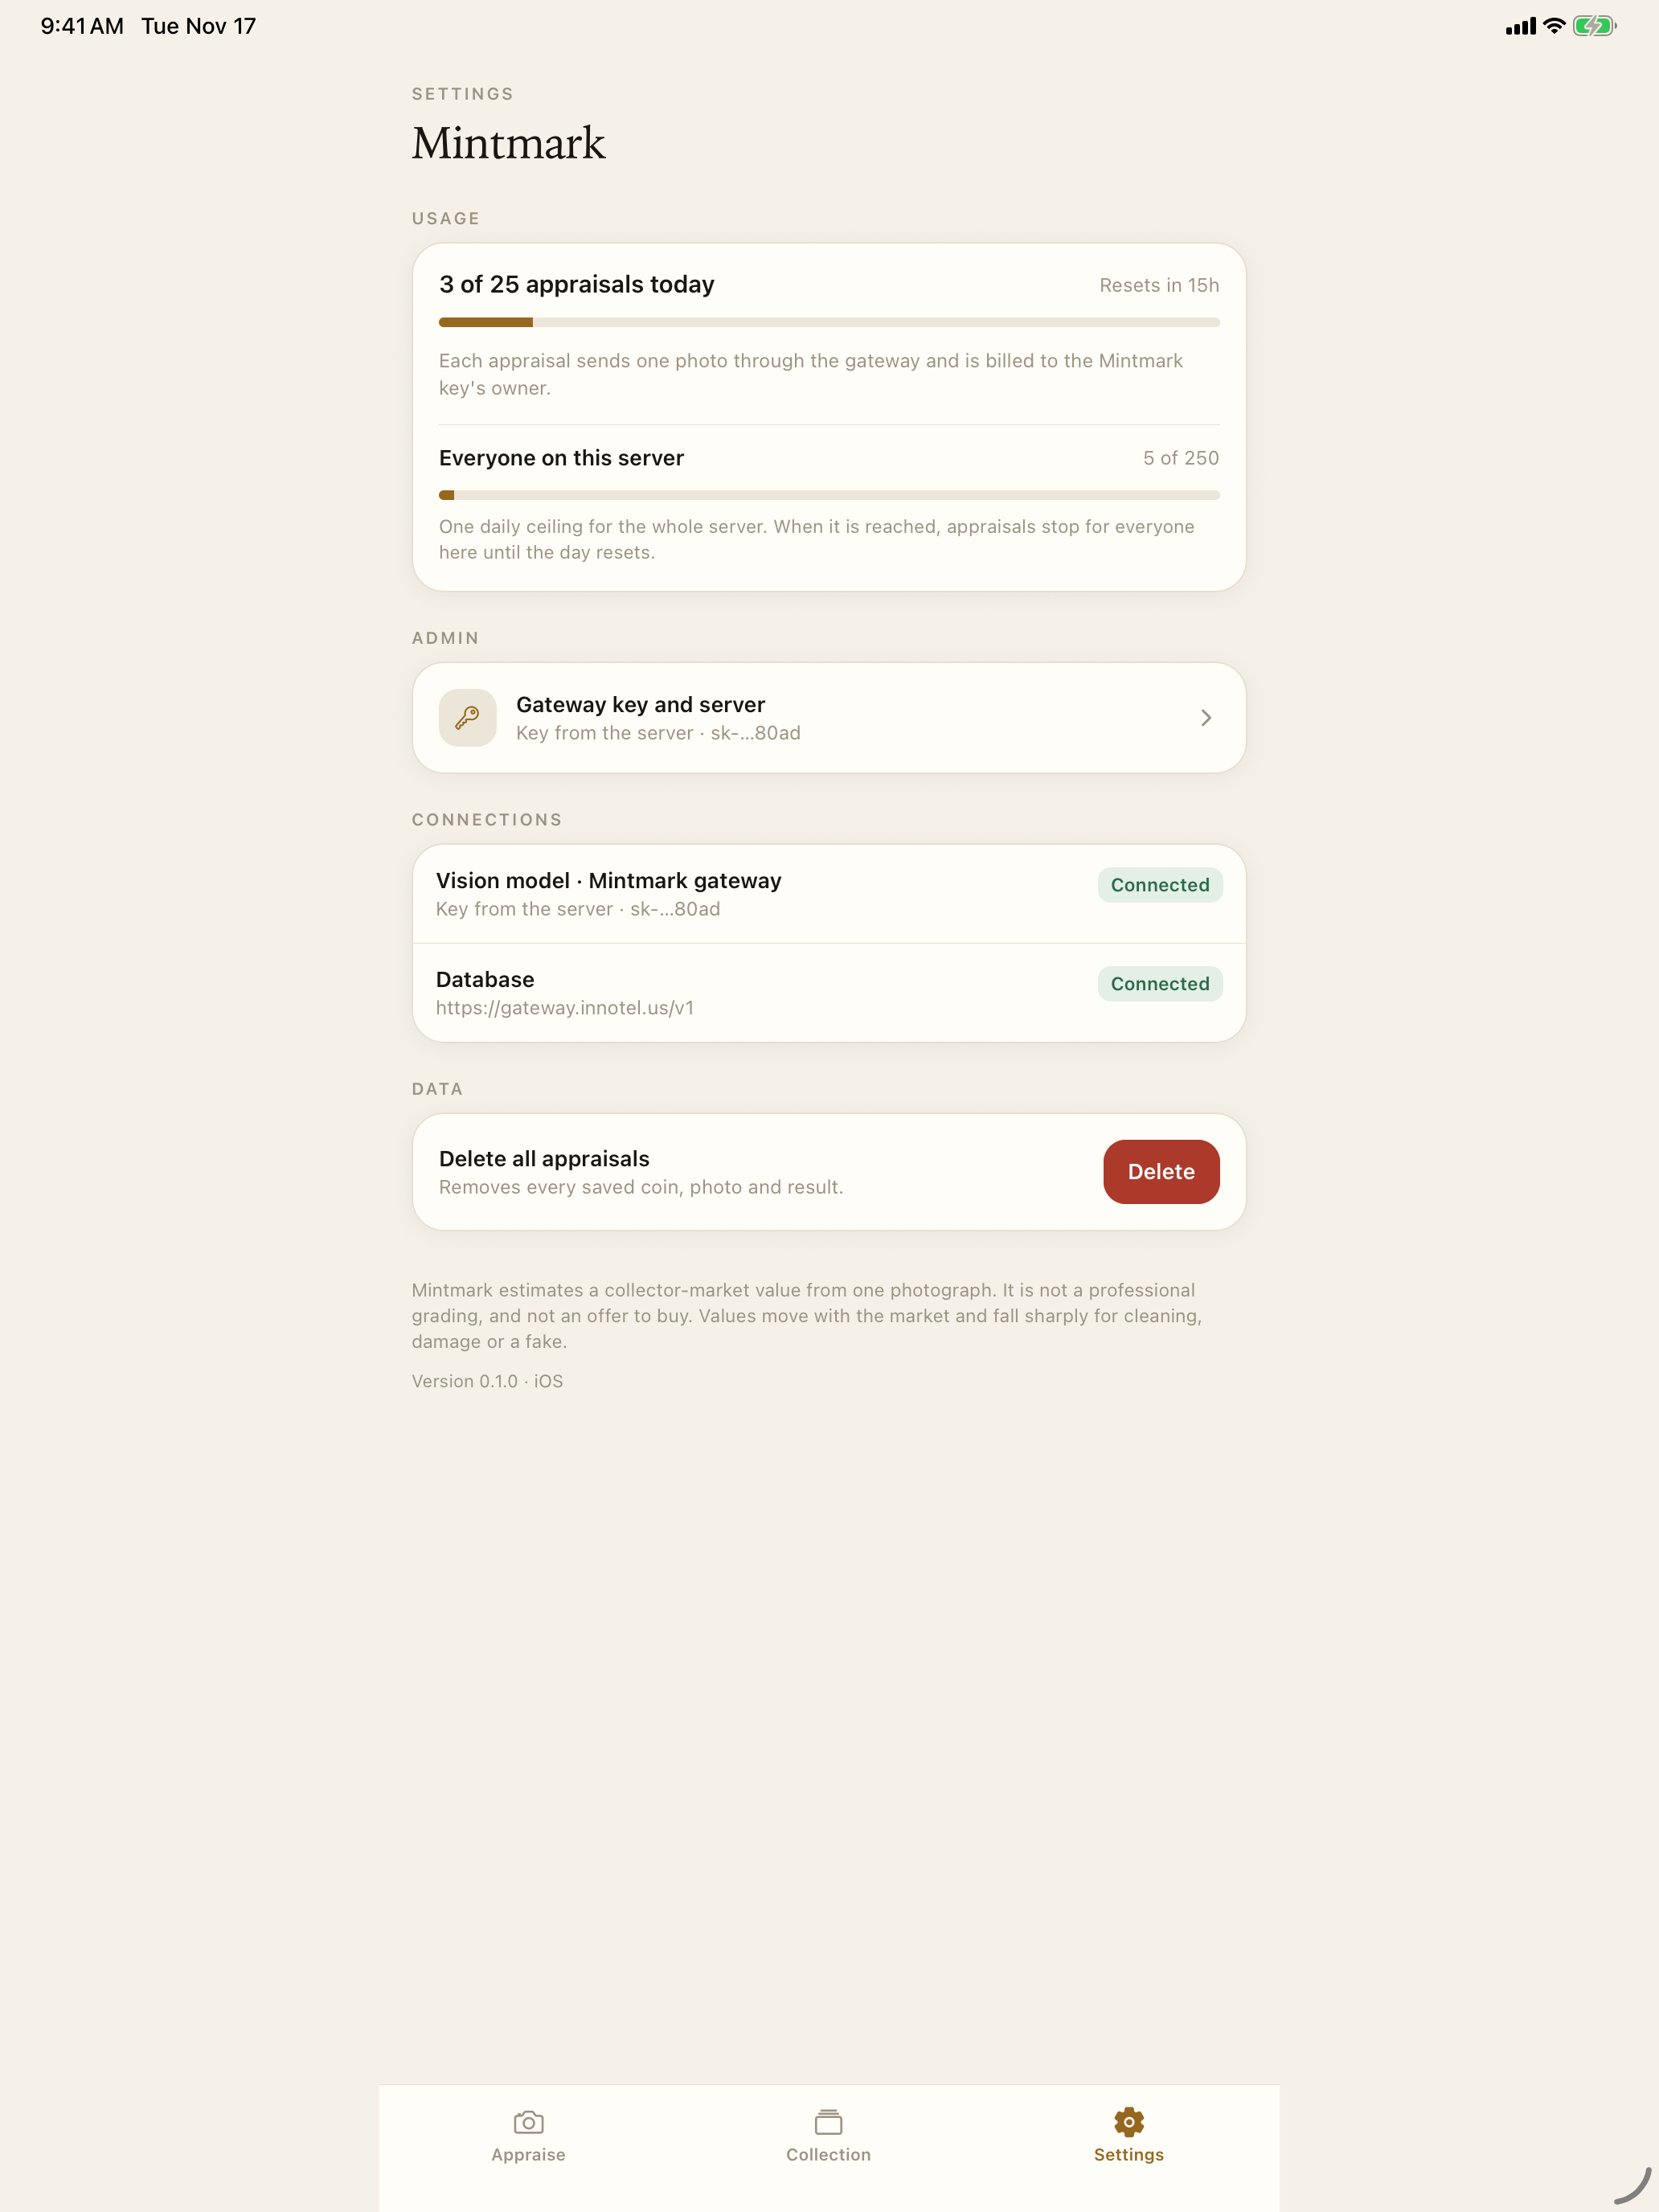 9:41 AM Tue Nov 17
SETTINGS
Mintmark
USAGE
3 of 25 appraisals today
Resets in 15h
Each appraisal sends one photo through the gateway and is billed to the Mintmark
key's owner.
Everyone on this server
5 of 250
One daily ceiling for the whole server. When it is reached, appraisals stop for everyone
here until the day resets.
ADMIN
Gateway key and server
Key from the server · sk-...80ad
CONNECTIONS
Vision model · Mintmark gateway
Connected
Key from the server · sk-...80ad
Database
Connected
https://gateway.innotel.us/v1
DATA
Delete all appraisals
Removes every saved coin, photo and result.
Delete
Mintmark estimates a collector-market value from one photograph. It is not a professional
grading, and not an offer to buy. Values move with the market and fall sharply for cleaning,
damage or a fake.
Version 0.1.0 · iOS
Appraise
Collection
Settings